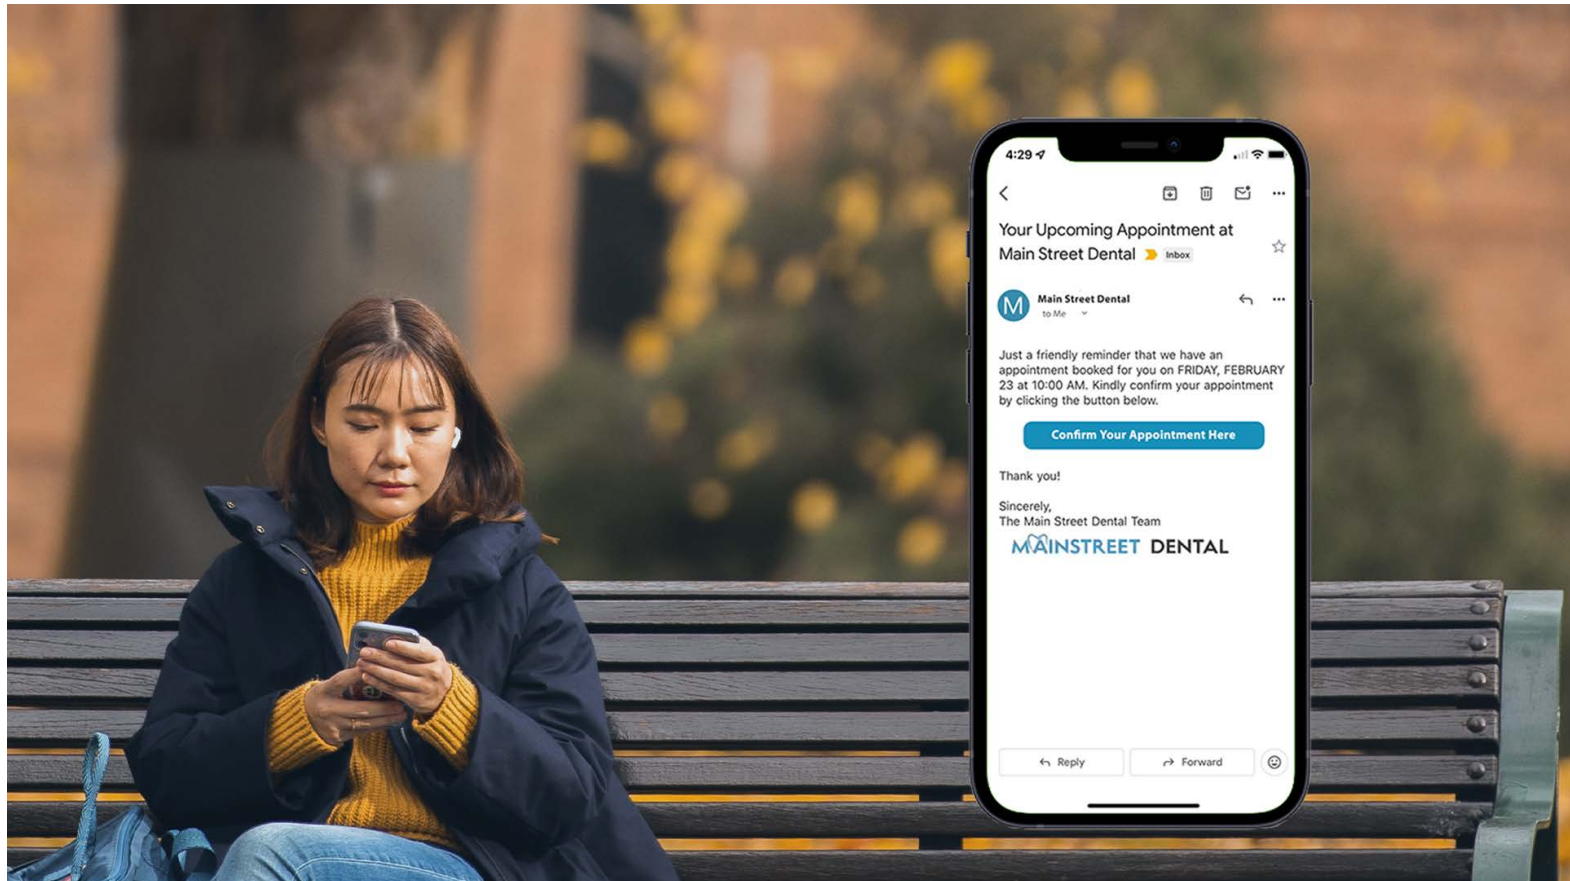 4:29
Your Upcoming Appointment at
Main Street Dental Inbox
M Main Street Dental
to Me
Just a friendly reminder that we have an
appointment booked for you on FRIDAY, FEBRUARY
23 at 10:00 AM. Kindly confirm your appointment
by clicking the button below.
Confirm Your Appointment Here
Thank you!
Sincerely,
The Main Street Dental Team
MAINSTREET DENTAL
Reply Forward